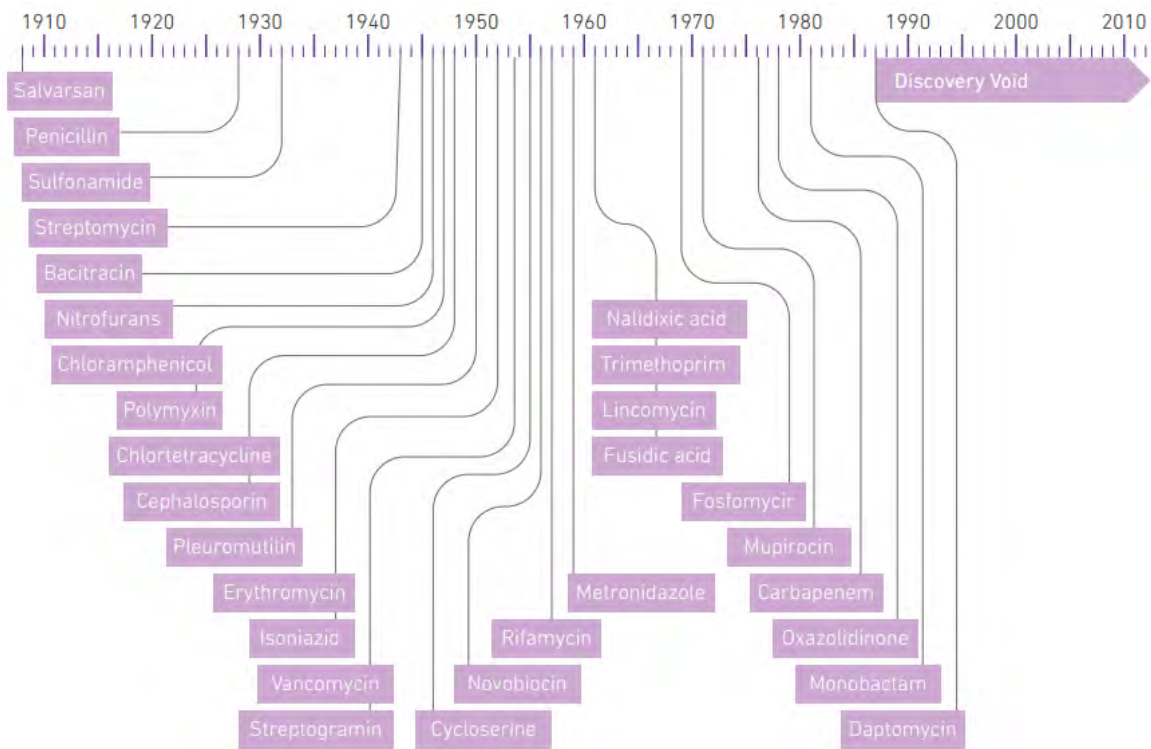 1910 1920 1930 1940 1950 1960 1970 1980 1990 2000 2010
Salvarsan
Discovery Void
Penicillin
Sulfonamide
Streptomycin
Bacitracin
Nitrofurans
Nalidixic acid
Chloramphenicol
Trimethoprim
Polymyxin
Lincomycin
Chlortetracycline
Fusidic acid
Cephalosporin
Fosfomycin
Pleuromutilin
Mupirocin
Erythromycin
Metronidazole
Carbapenem
Isoniazid
Rifamycin
Oxazolidinone
Vancomycin
Novobiocin
Monobactam
Streptogramin
Cycloserine
Daptomycin